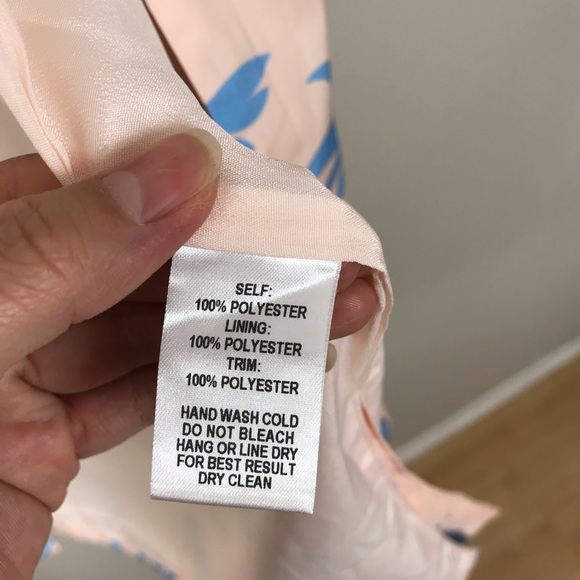 SELF:
100% POLYESTER
LINING:
100% POLYESTER
TRIM:
100% POLYESTER
HAND WASH COLD
DO NOT BLEACH
HANG OR LINE DRY
FOR BEST RESULT
DRY CLEAN